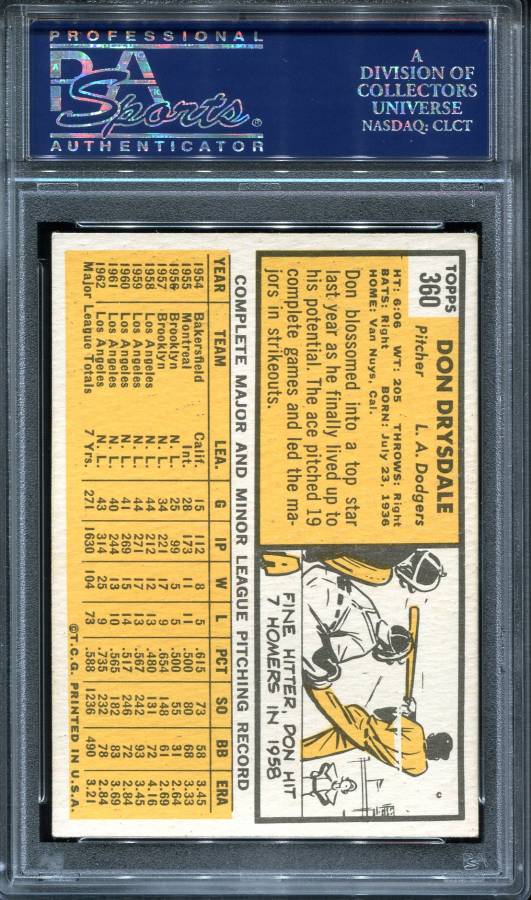 PROFESSIONAL
PSA
Sports®
AUTHENTICATOR
A
DIVISION OF
COLLECTORS
UNIVERSE
NASDAQ: CLCT
TOPPS
360
DON DRYSDALE
Pitcher L. A. Dodgers
HT: 6:06 WT: 205 THROWS: Right
BATS: Right BORN: July 23, 1936
HOME: Van Nuys, Cal.
Don blossomed into a top star
last year as he finally lived up to
his potential. The ace pitched 19
complete games and led the ma-
jors in strikeouts.
FINE HITTER, DON HIT
7 HOMERS IN 1958
COMPLETE MAJOR AND MINOR LEAGUE PITCHING RECORD
YEAR TEAM LEA. G IP W L PCT SO BB ERA
1954 Bakersfield Calif. 15 112 8 5 .615 73 58 3.45
1955 Montreal Int. 28 173 11 11 .500 80 68 3.33
1956 Brooklyn N. L. 25 99 5 5 .500 55 31 2.64
1957 Brooklyn N. L. 34 221 17 9 .654 148 61 2.69
1958 Los Angeles N. L. 44 212 12 13 .480 131 72 4.16
1959 Los Angeles N. L. 44 271 17 13 .567 242 93 3.45
1960 Los Angeles N. L. 41 269 15 14 .517 246 72 2.84
1961 Los Angeles N. L. 40 244 13 10 .565 182 83 3.69
1962 Los Angeles N. L. 43 314 25 9 .735 232 78 2.84
Major League Totals 7 Yrs. 271 1630 104 73 .588 1236 490 3.21
©T.C.G. PRINTED IN U.S.A.